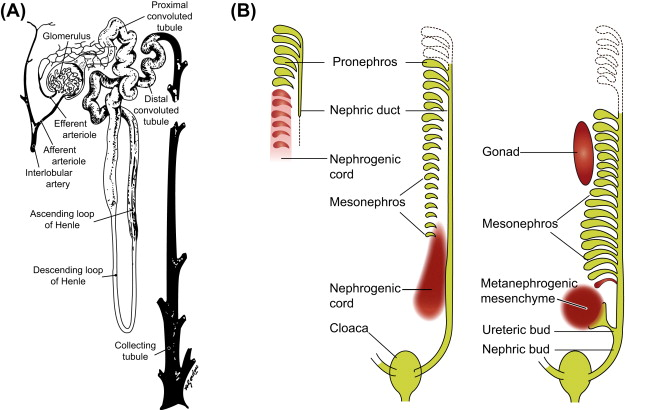 (A)
Proximal
convoluted
tubule
Glomerulus
Distal
convoluted
tubule
Efferent
arteriole
Afferent
arteriole
Interlobular
artery
Ascending loop
of Henle
Descending loop
of Henle
Collecting
tubule
(B)
Pronephros
Nephric duct
Nephrogenic
cord
Mesonephros
Nephrogenic
cord
Cloaca
Gonad
Mesonephros
Metanephrogenic
mesenchyme
Ureteric bud
Nephric bud